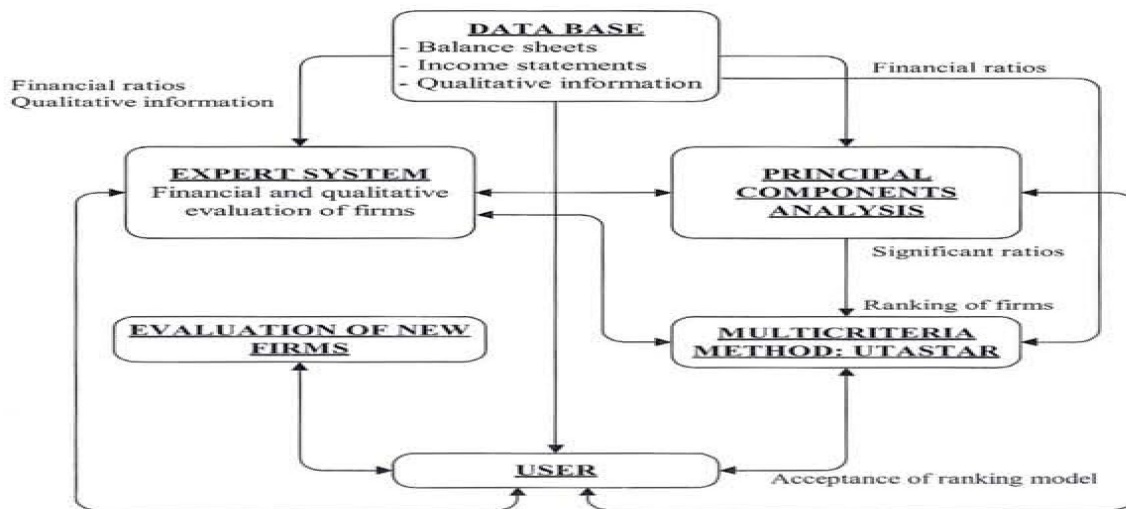 DATA BASE
- Balance sheets
- Income statements
- Qualitative information
Financial ratios
Qualitative information
Financial ratios
EXPERT SYSTEM
Financial and qualitative
evaluation of firms
PRINCIPAL
COMPONENTS
ANALYSIS
Significant ratios
Ranking of firms
EVALUATION OF NEW
FIRMS
MULTICRITERIA
METHOD: UTASTAR
USER
Acceptance of ranking model